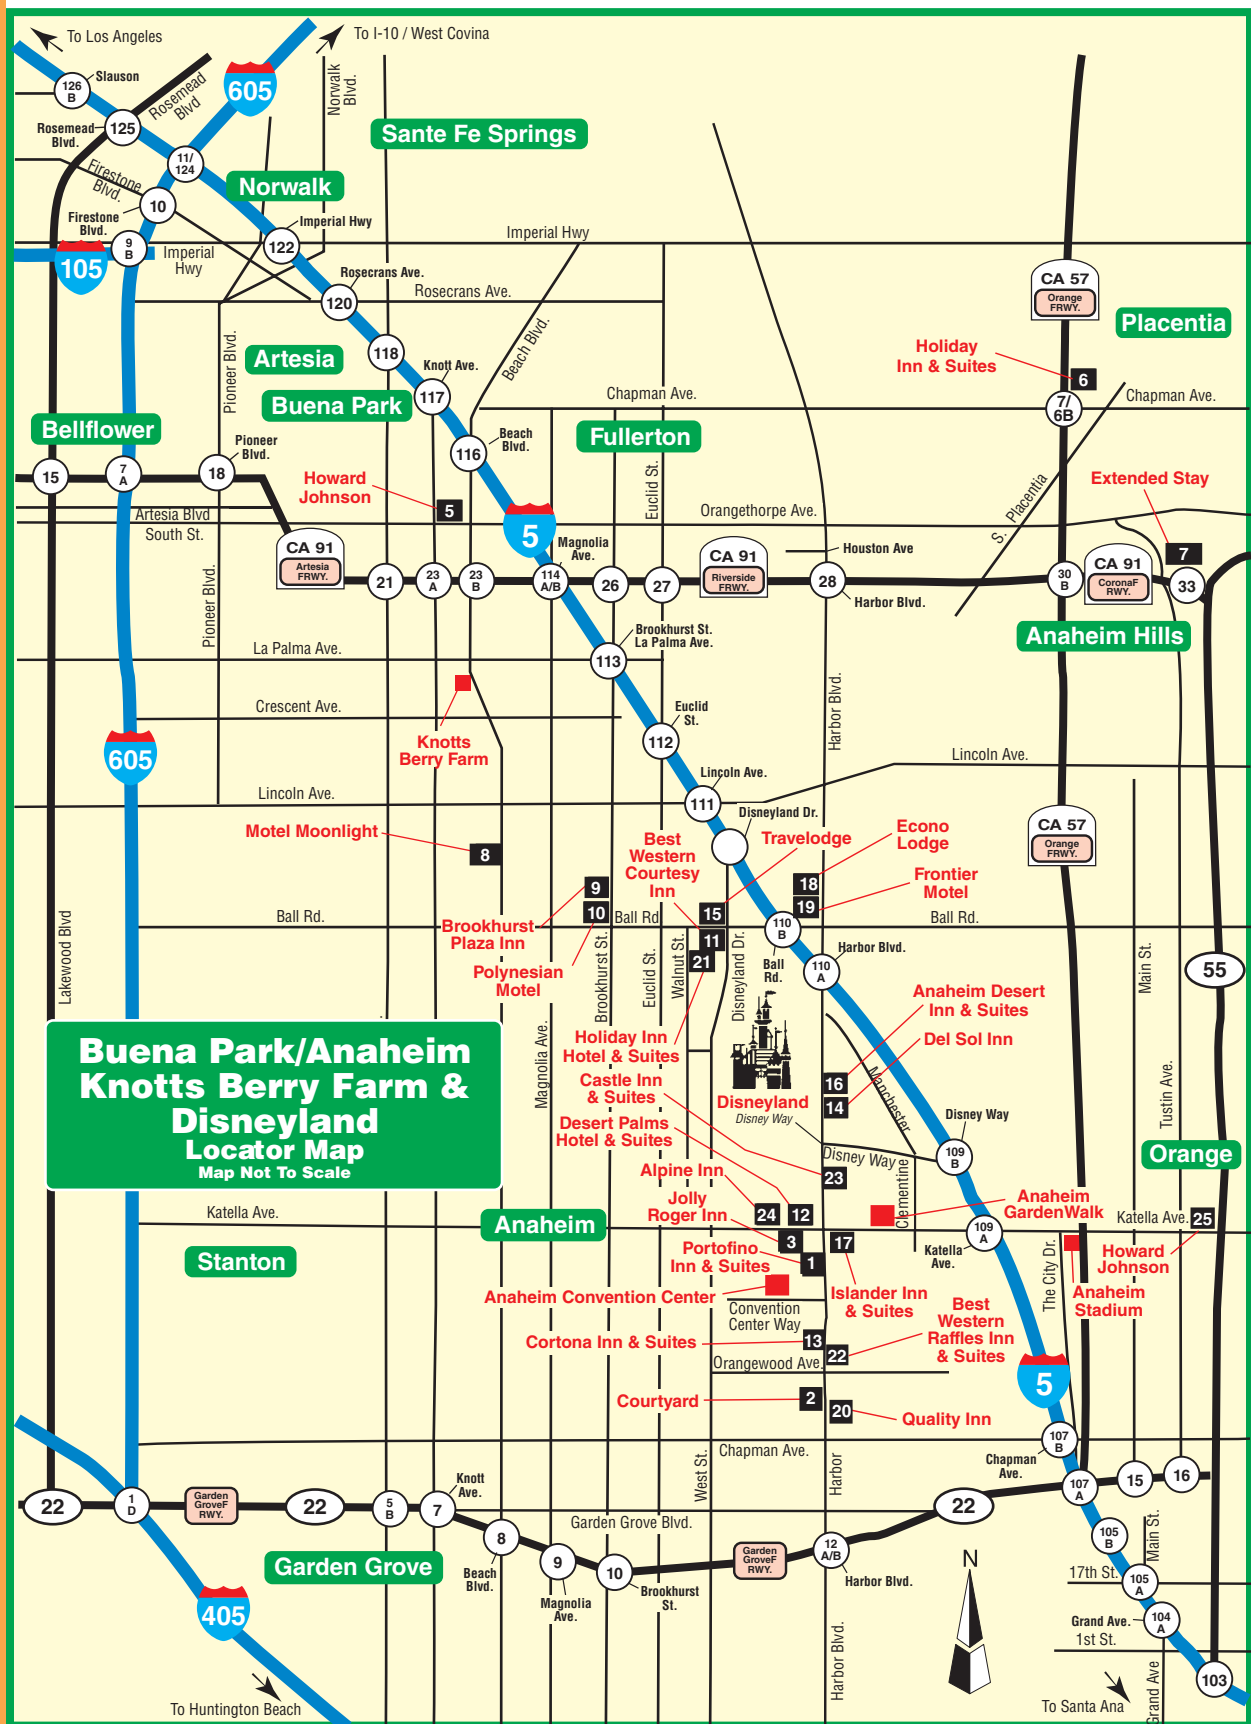 To Los Angeles
To I-10 / West Covina
126
B
Slauson
Rosemead
Blvd
605
Norwalk
Blvd.
Rosemead
Blvd.
125
Sante Fe Springs
11/
124
Firestone
Blvd.
Norwalk
10
Firestone
Blvd.
Imperial Hwy
9
B
122
Imperial Hwy
Imperial
Hwy
105
Rosecrans Ave.
CA 57
Orange
FRWY.
Rosecrans Ave.
120
Placentia
Pioneer Blvd.
Beach Blvd.
118
Artesia
Holiday
Inn & Suites
Knott Ave.
6
117
Buena Park
Chapman Ave.
Chapman Ave.
7/
6B
Bellflower
Fullerton
Beach
Blvd.
116
Pioneer
Blvd.
15
7
A
18
Euclid St.
Howard
Johnson
Extended Stay
5
S. Placentia
Artesia Blvd
South St.
Orangethorpe Ave.
5
CA 91
Artesia
FRWY.
Magnolia
Ave.
CA 91
Riverside
FRWY.
Houston Ave
CA 91
CoronaF
RWY.
7
21
23
A
23
B
114
A/B
26
27
28
30
B
33
Harbor Blvd.
Pioneer Blvd.
Brookhurst St.
La Palma Ave.
Anaheim Hills
La Palma Ave.
113
Harbor Blvd.
Crescent Ave.
Euclid
St.
112
Knotts
Berry Farm
605
Lincoln Ave.
Lincoln Ave.
Lincoln Ave.
111
Disneyland Dr.
CA 57
Orange
FRWY.
Motel Moonlight
8
Best
Western
Courtesy
Inn
Travelodge
Econo
Lodge
18
Frontier
Motel
19
9
10
15
Ball Rd.
Ball Rd
Ball Rd.
Brookhurst
Plaza Inn
110
B
11
21
Lakewood Blvd
Brookhurst St.
Euclid St.
Walnut St.
Disneyland Dr.
Ball
Rd.
Harbor Blvd.
110
A
Main St.
55
Polynesian
Motel
Anaheim Desert
Inn & Suites
Del Sol Inn
Buena Park/Anaheim
Knotts Berry Farm &
Disneyland
Locator Map
Map Not To Scale
Magnolia Ave.
Holiday Inn
Hotel & Suites
Castle Inn
& Suites
16
14
Manchester
Disneyland
Disney Way
Tustin Ave.
Desert Palms
Hotel & Suites
Disney Way
Disney Way
109
B
Orange
Alpine Inn
23
Clementine
Jolly
Roger Inn
24
12
Anaheim
GardenWalk
Katella Ave.
Anaheim
Katella Ave.
25
109
A
3
17
Katella
Ave.
Stanton
Portofino
Inn & Suites
1
The City Dr.
Howard
Johnson
Anaheim Convention Center
Islander Inn
& Suites
Anaheim
Stadium
Convention
Center Way
Best
Western
Raffles Inn
& Suites
Cortona Inn & Suites
13
22
Orangewood Ave.
5
Courtyard
2
20
Quality Inn
107
B
Chapman Ave.
Chapman
Ave.
West St.
Harbor
Knott
Ave.
107
A
15
16
22
1
D
Garden
GroveF
RWY.
22
5
B
7
22
Garden Grove Blvd.
8
105
B
Main St.
12
A/B
Garden
GroveF
RWY.
N
Garden Grove
Beach
Blvd.
9
10
Harbor Blvd.
17th St.
105
A
Brookhurst
St.
Magnolia
Ave.
405
Grand Ave.
104
A
1st St.
Harbor Blvd.
103
To Huntington Beach
To Santa Ana
Grand Ave